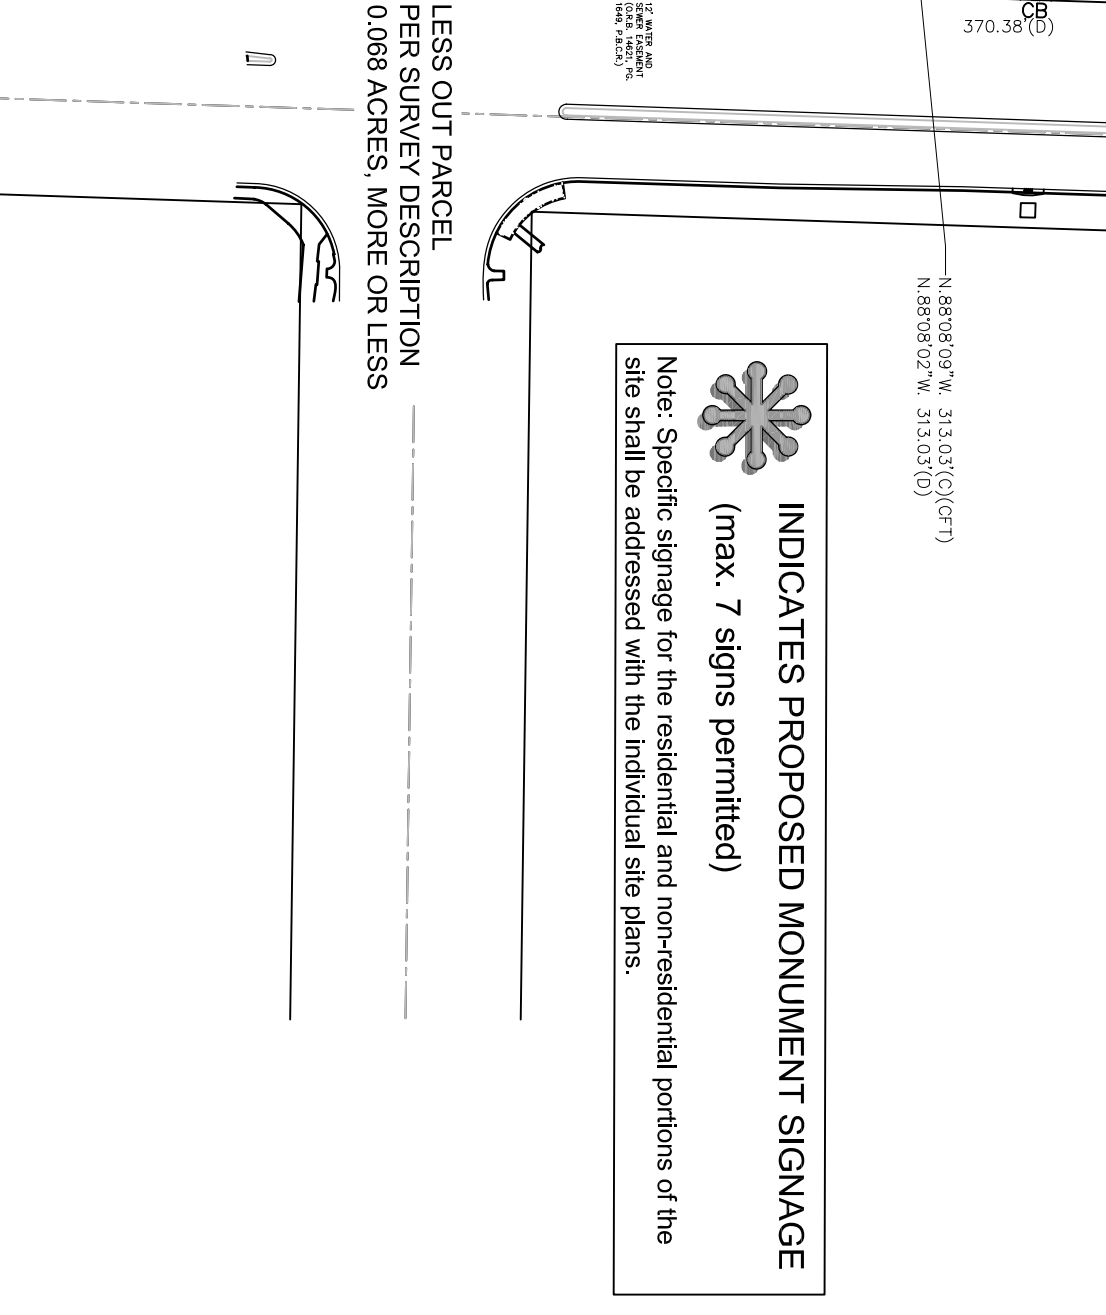 CB
370.38'(D)
N.88°08'09"W. 313.03'(C)(CFT)
N.88°08'02"W. 313.03'(D)
12' WATER AND
SEWER EASEMENT
(O.R.B. 14621, PG.
1649, P.B.C.R.)
LESS OUT PARCEL
PER SURVEY DESCRIPTION
0.068 ACRES, MORE OR LESS
INDICATES PROPOSED MONUMENT SIGNAGE
(max. 7 signs permitted)
Note: Specific signage for the residential and non-residential portions of the
site shall be addressed with the individual site plans.